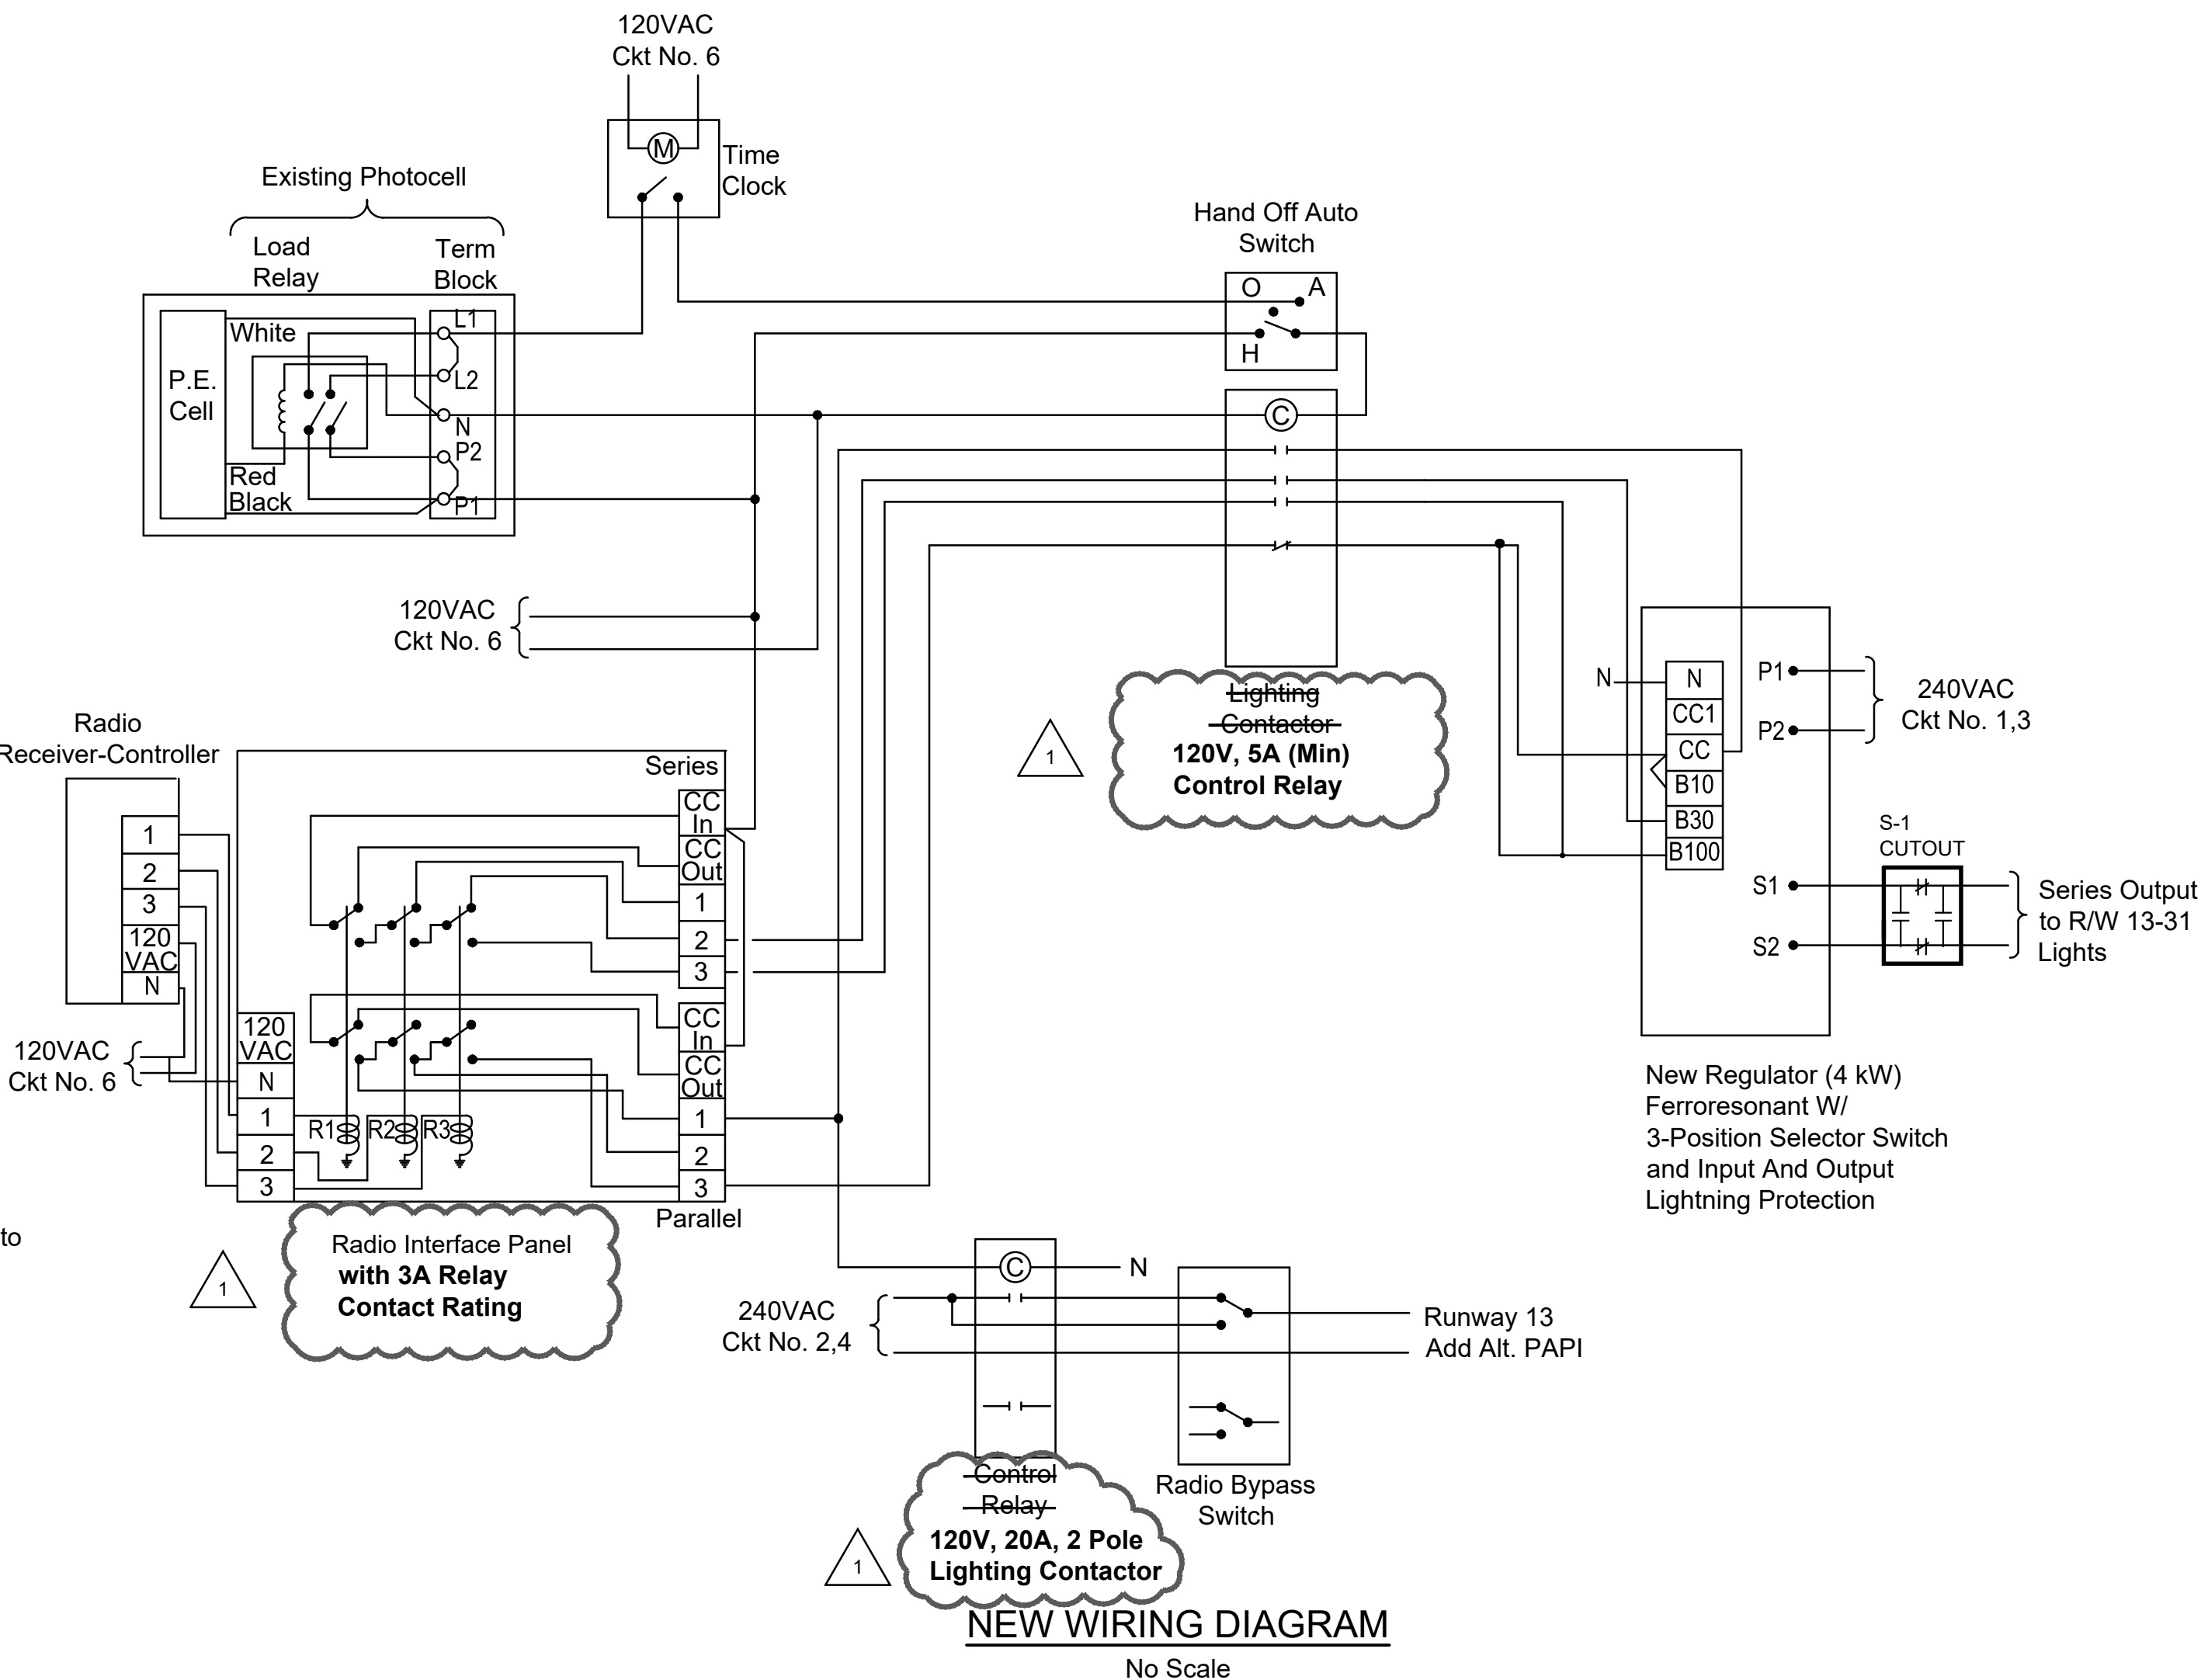 120VAC
Ckt No. 6
M
Time
Clock
Existing Photocell
Load
Relay
Term
Block
White
P.E.
Cell
Red
Black
L1
L2
N
P2
P1
Hand Off Auto
Switch
O
A
H
C
120VAC
Ckt No. 6
Lighting
Contactor
120V, 5A (Min)
Control Relay
1
N
N
CC1
CC
B10
B30
B100
P1
P2
240VAC
Ckt No. 1,3
S-1
CUTOUT
S1
S2
Series Output
to R/W 13-31
Lights
New Regulator (4 kW)
Ferroresonant W/
3-Position Selector Switch
and Input And Output
Lightning Protection
Radio
Receiver-Controller
1
2
3
120
VAC
N
120VAC
Ckt No. 6
Series
CC
In
CC
Out
1
2
3
CC
In
CC
Out
1
2
3
Parallel
120
VAC
N
1
2
3
R1
R2
R3
to
1
Radio Interface Panel
with 3A Relay
Contact Rating
C
N
240VAC
Ckt No. 2,4
Runway 13
Add Alt. PAPI
Radio Bypass
Switch
Control
Relay
120V, 20A, 2 Pole
Lighting Contactor
1
NEW WIRING DIAGRAM
No Scale